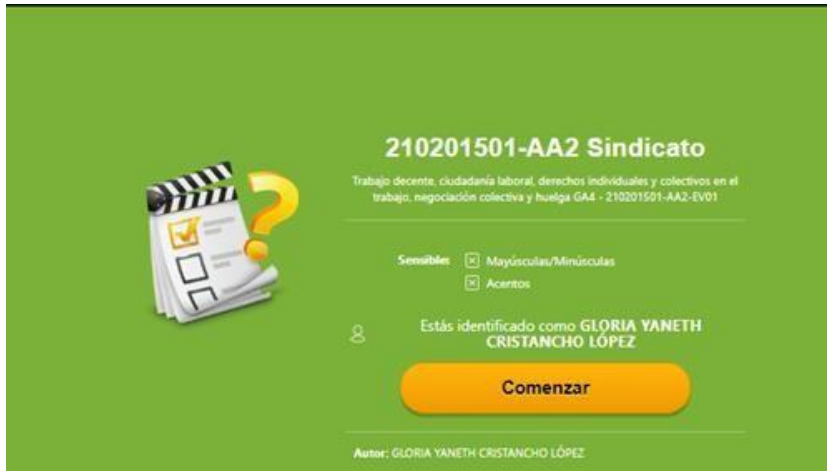 210201501-AA2 Sindicato
Trabajo decente, ciudadanía laboral, derechos individuales y colectivos en el
trabajo, negociación colectiva y huelga GA4 - 210201501-AA2-EV01
Sensible: Mayúsculas/Minúsculas
Acentos
Estás identificado como GLORIA YANETH
CRISTANCHO LÓPEZ
Comenzar
Autor: GLORIA YANETH CRISTANCHO LÓPEZ